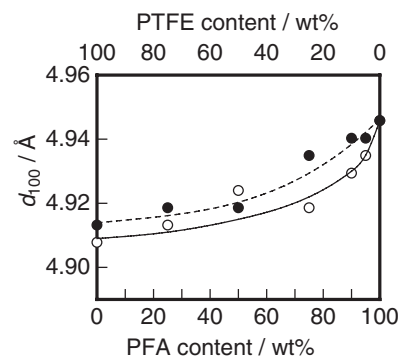 PTFE content / wt%
100 80 60 40 20 0
4.96
4.94
4.92
4.90
d100 / Å
0 20 40 60 80 100
PFA content / wt%